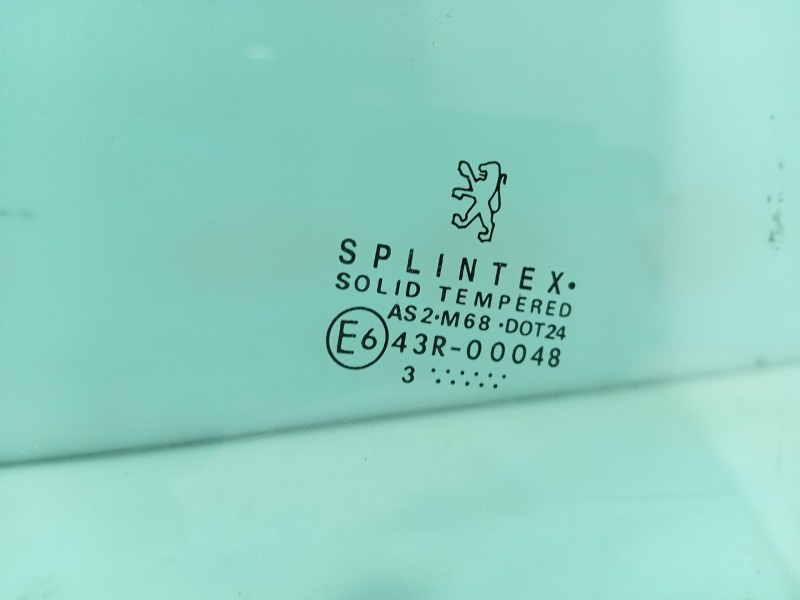 SPLINTEX·
SOLID TEMPERED
AS2·M68·DOT24
E6 43R-00048
3